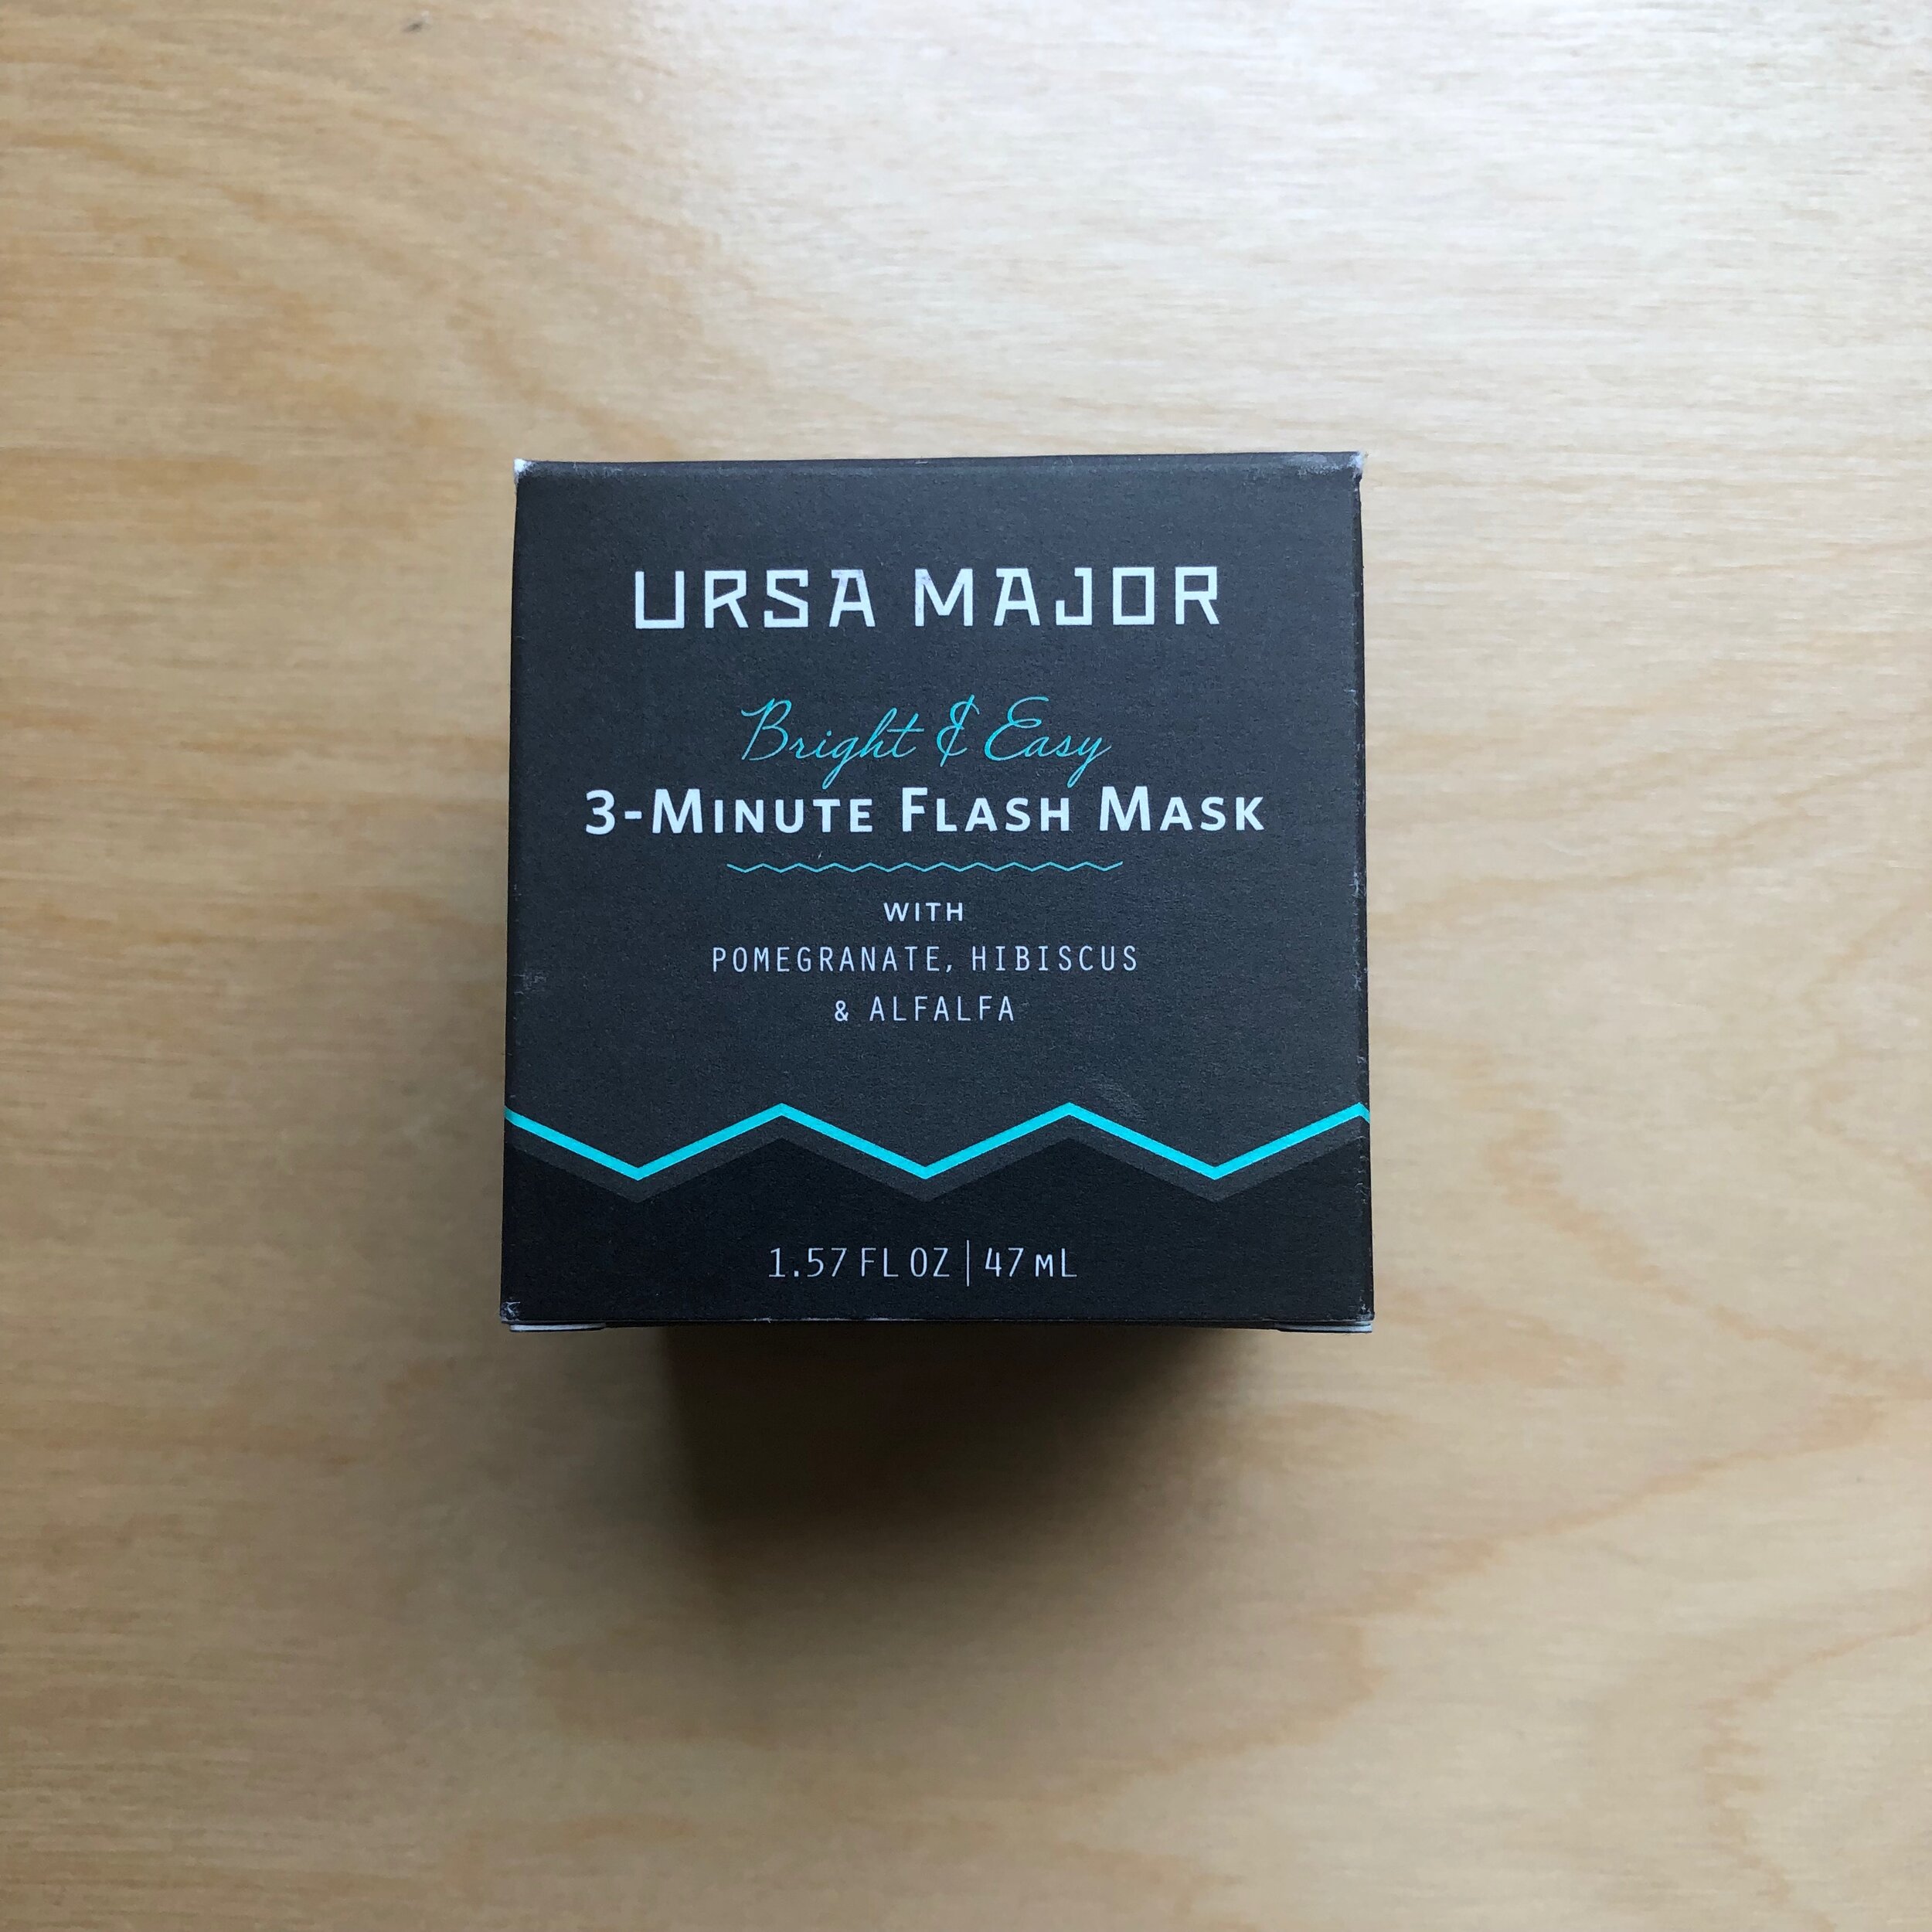 URSA MAJOR
Bright & Easy
3-Minute Flash Mask
WITH
POMEGRANATE, HIBISCUS
& ALFALFA
1.57 FL OZ | 47 mL